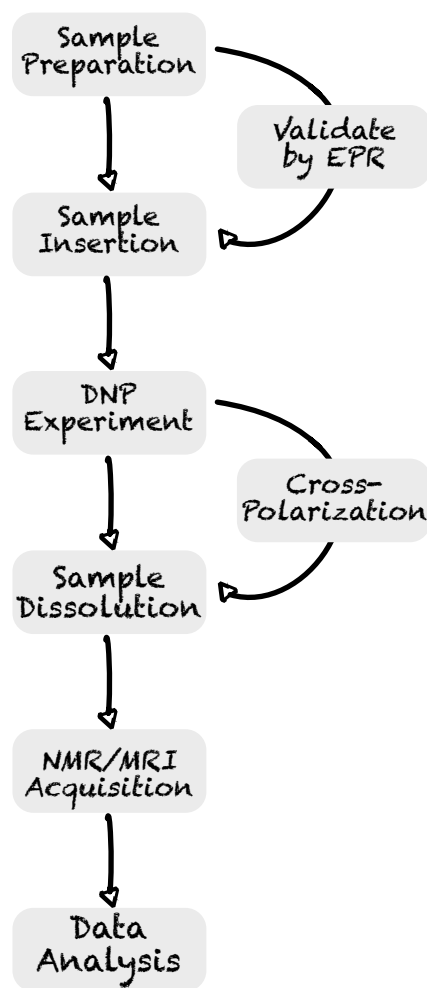 Sample
Preparation
Validate
by EPR
Sample
Insertion
DNP
Experiment
Cross-
Polarization
Sample
Dissolution
NMR/MRI
Acquisition
Data
Analysis